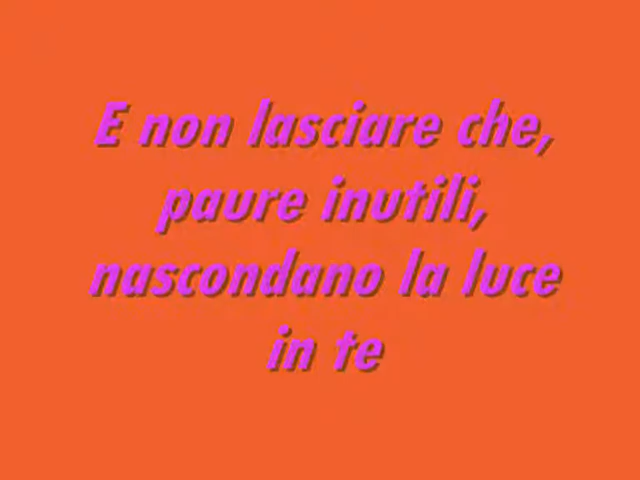 E non lasciare che,
paure inutili,
nascondano la luce
in te